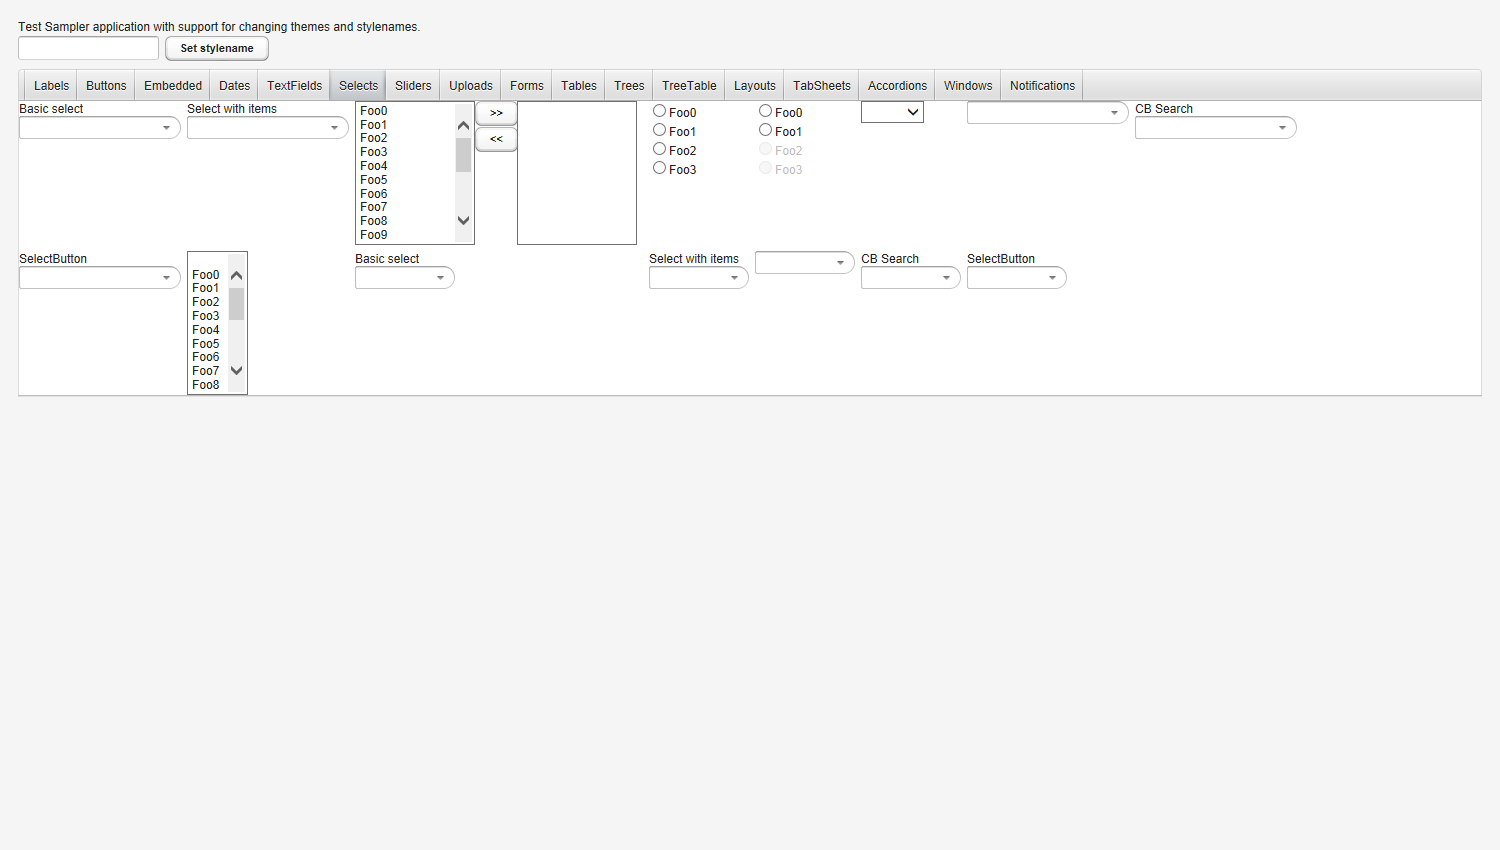 Test Sampler application with support for changing themes and stylenames.
Set stylename
Labels Buttons Embedded Dates TextFields Selects Sliders Uploads Forms Tables Trees TreeTable Layouts TabSheets Accordions Windows Notifications
Basic select
Select with items
Foo0
Foo1
Foo2
Foo3
Foo4
Foo5
Foo6
Foo7
Foo8
Foo9
>>
<<
Foo0
Foo1
Foo2
Foo3
Foo0
Foo1
Foo2
Foo3
CB Search
SelectButton
Foo0
Foo1
Foo2
Foo3
Foo4
Foo5
Foo6
Foo7
Foo8
Basic select
Select with items
CB Search
SelectButton